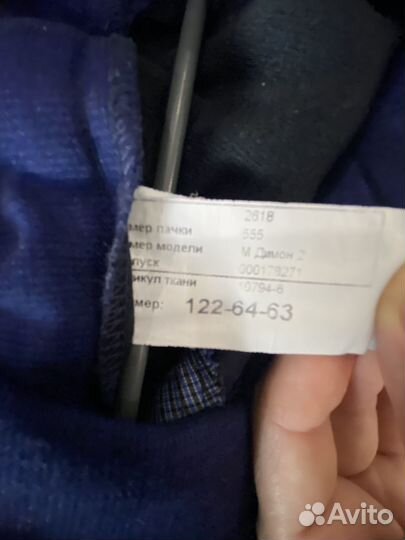 2618
мер пачки 555
мер модели М Димон 2
пуск 000179271
икул ткани 10794-6
мер: 122-64-63
Avito